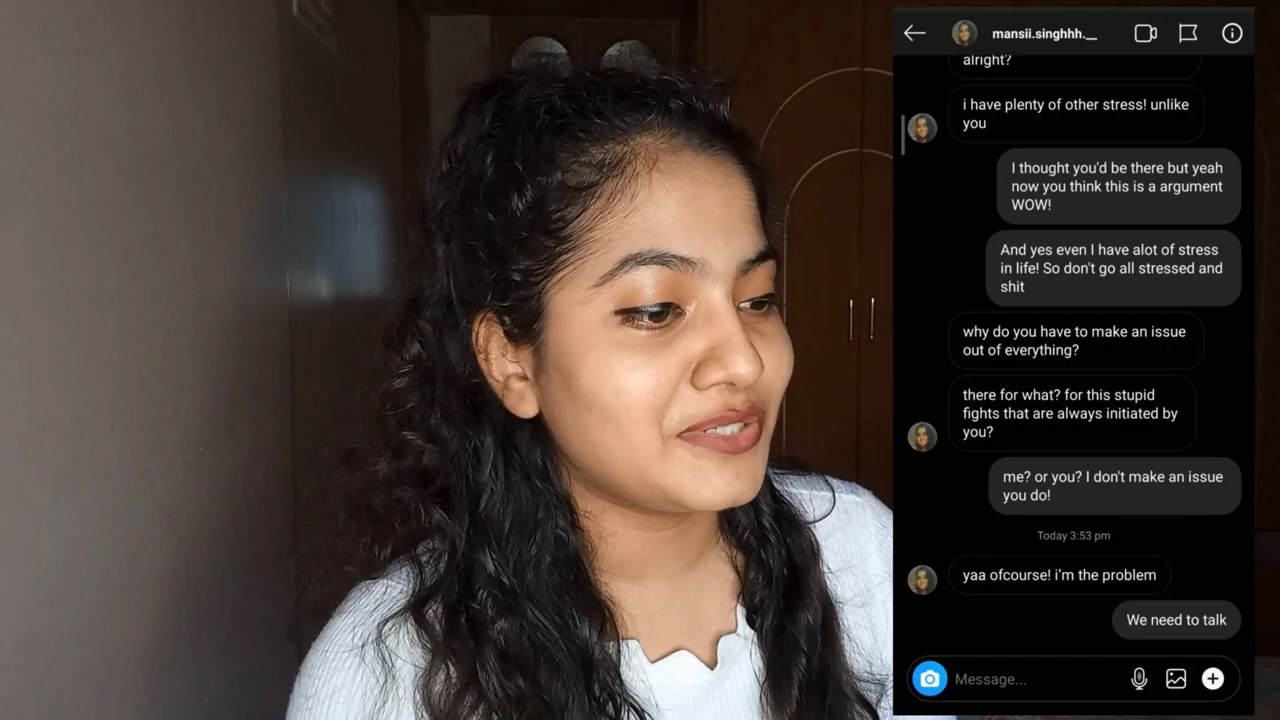 mansii.singhhh.__
alright?
i have plenty of other stress! unlike
you
I thought you'd be there but yeah
now you think this is a argument
WOW!
And yes even I have alot of stress
in life! So don't go all stressed and
shit
why do you have to make an issue
out of everything?
there for what? for this stupid
fights that are always initiated by
you?
me? or you? I don't make an issue
you do!
Today 3:53 pm
yaa ofcourse! i'm the problem
We need to talk
Message...